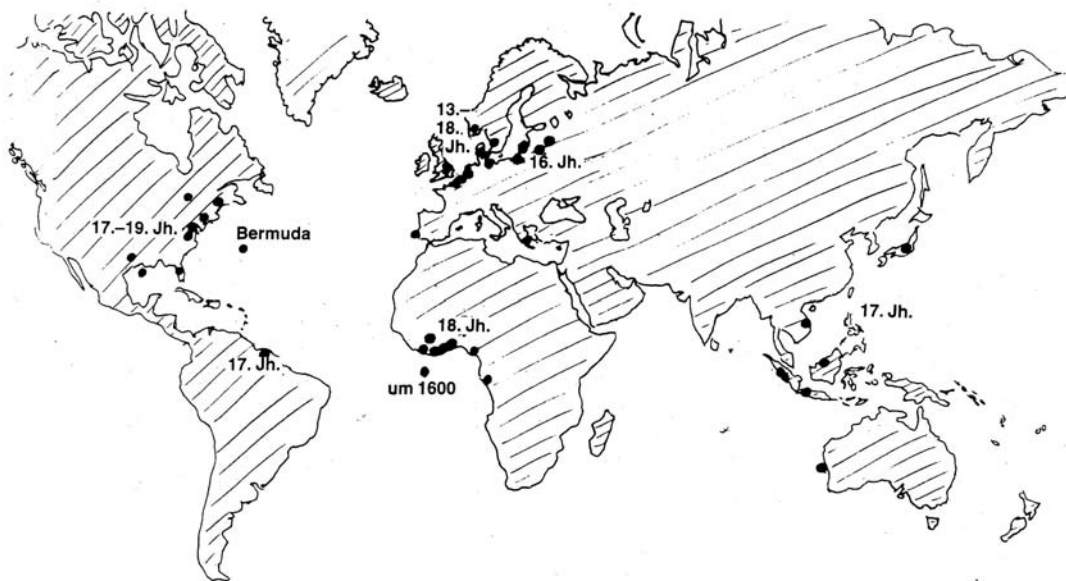 13.–
18.
Jh.
16. Jh.
17.–19. Jh.
Bermuda
17. Jh.
18. Jh.
17. Jh.
um 1600